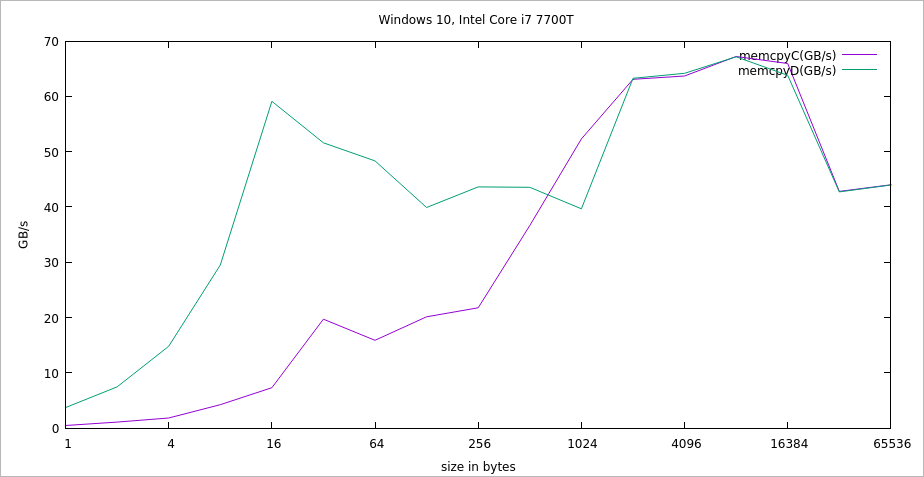 Windows 10, Intel Core i7 7700T
memcpyC(GB/s)
memcpyD(GB/s)
70
60
50
40
30
20
10
0
GB/s
1 4 16 64 256 1024 4096 16384 65536
size in bytes